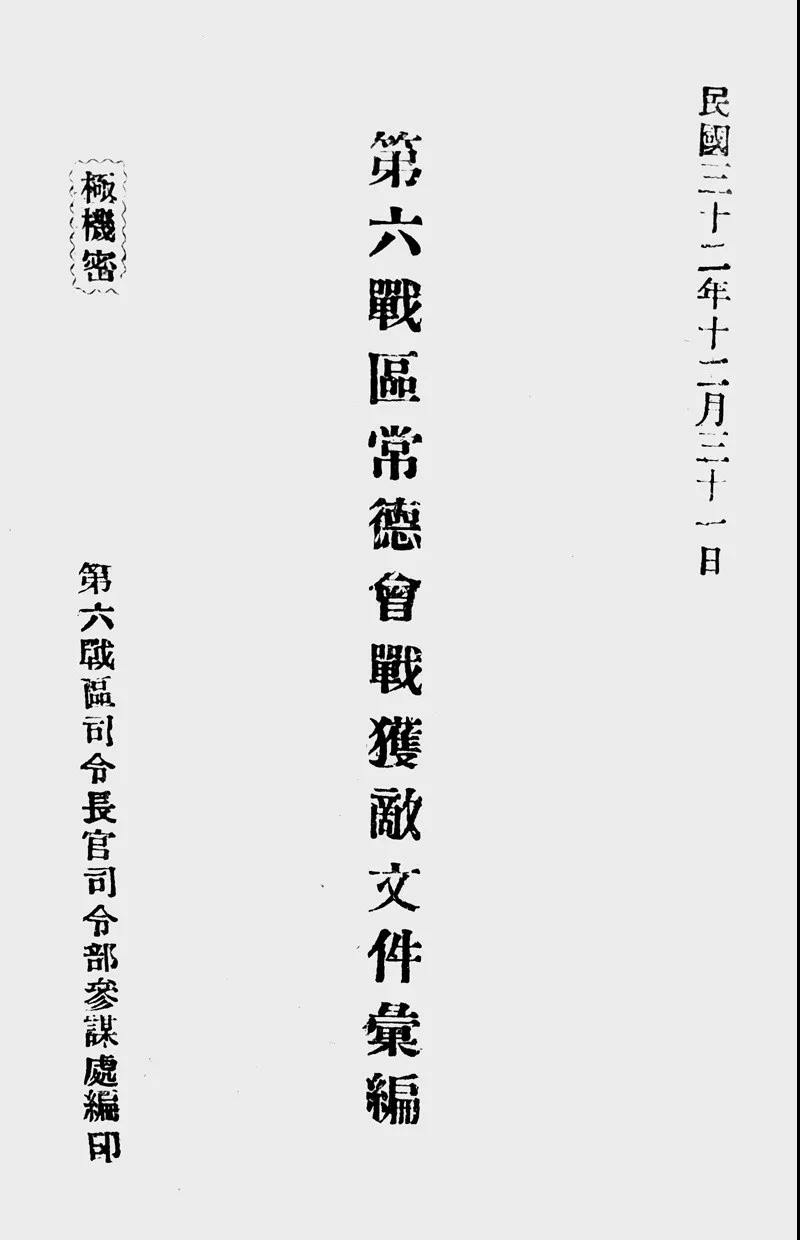 民國三十二年十二月三十一日
第六戰區常德會戰獲敵文件彙編
極機密
第六戰區司令長官司令部參謀處編印